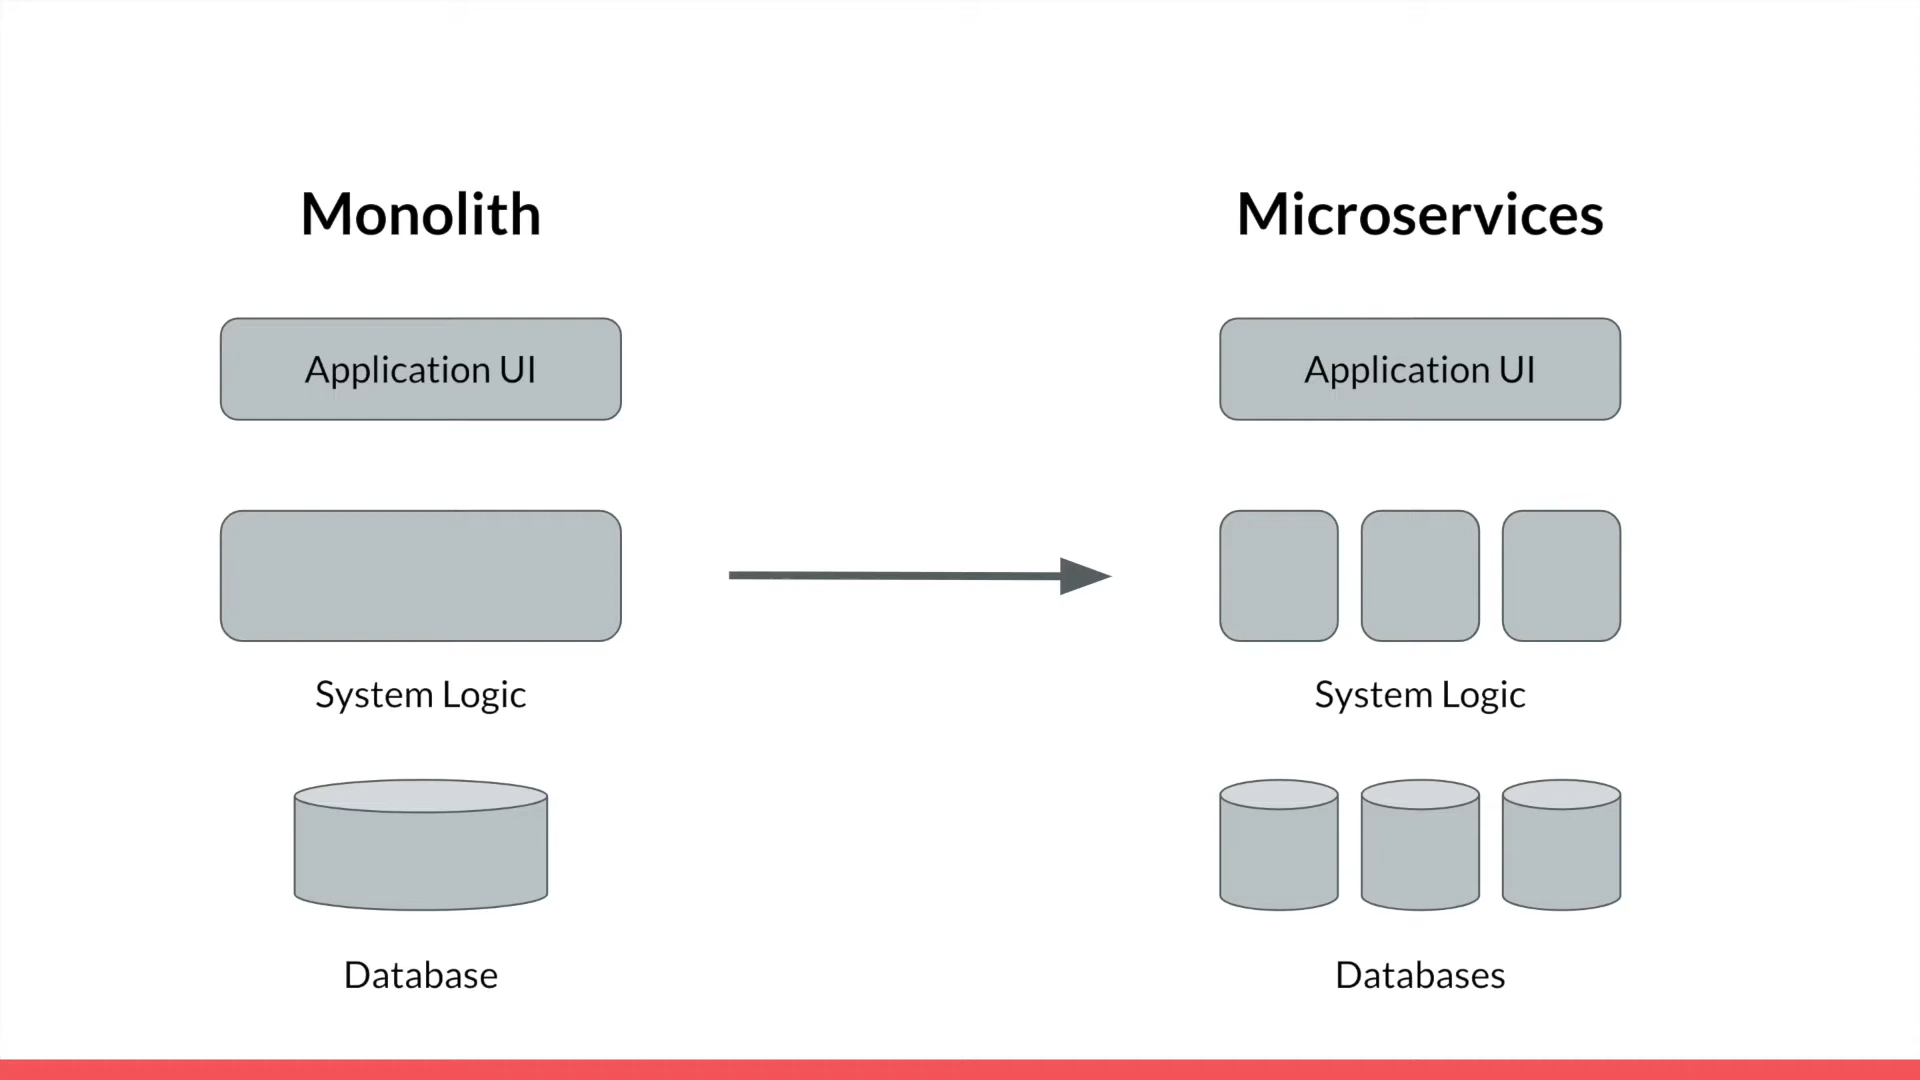 Monolith
Application UI
System Logic
Database
Microservices
Application UI
System Logic
Databases